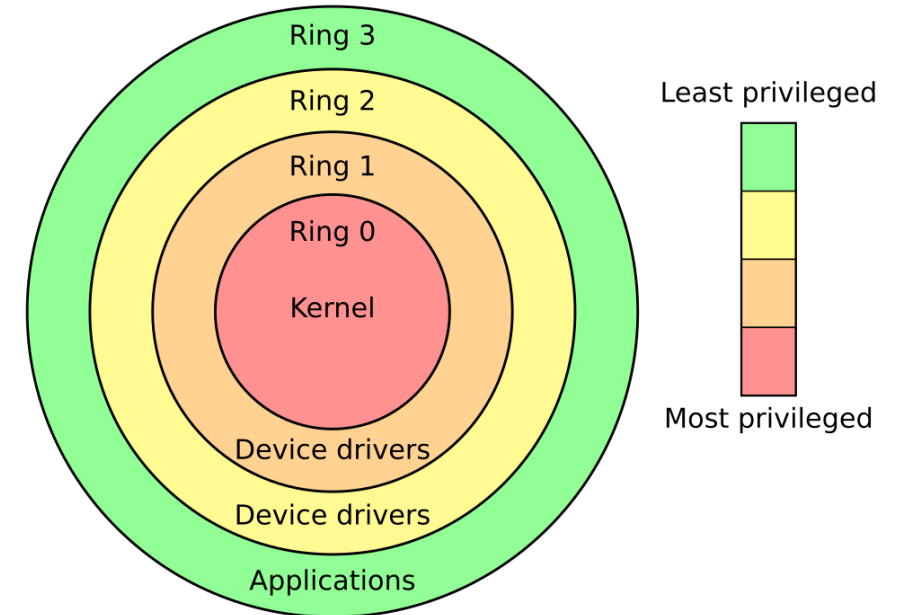 Ring 3
Ring 2
Ring 1
Ring 0
Kernel
Device drivers
Device drivers
Applications
Least privileged
Most privileged